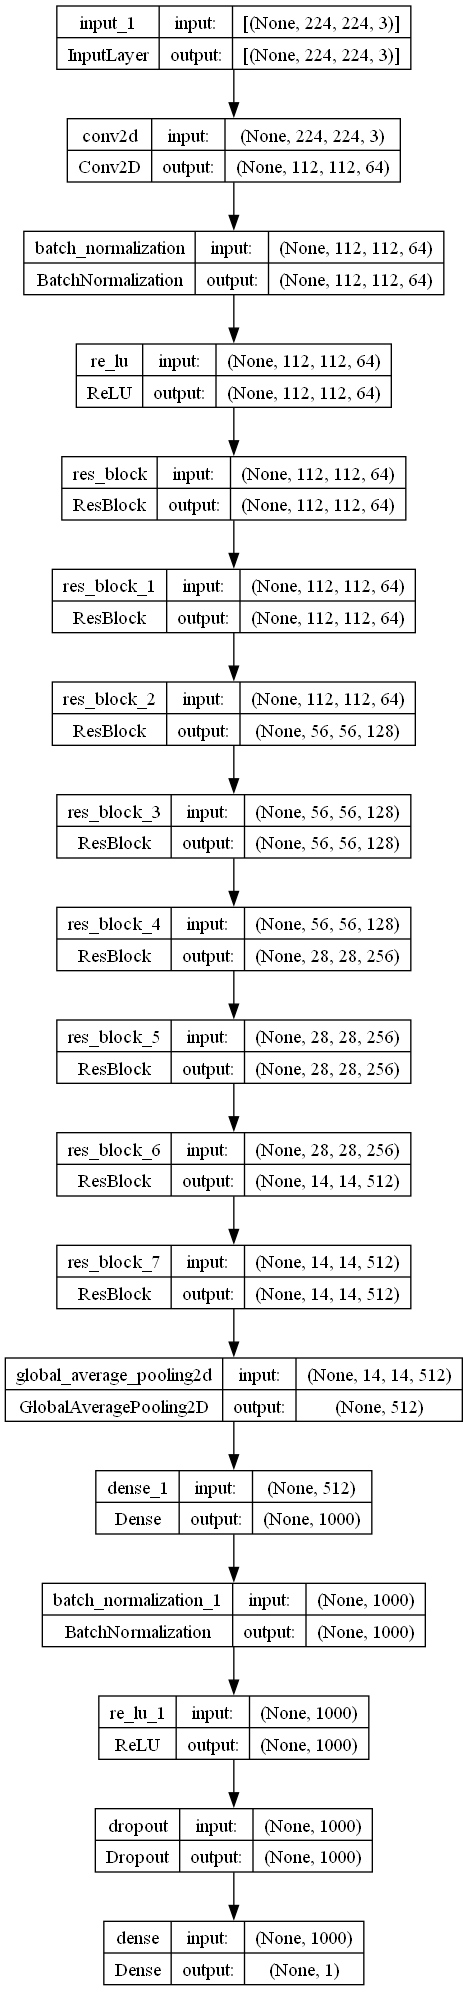 input_1 input: [(None, 224, 224, 3)]
InputLayer output: [(None, 224, 224, 3)]
conv2d input: (None, 224, 224, 3)
Conv2D output: (None, 112, 112, 64)
batch_normalization input: (None, 112, 112, 64)
BatchNormalization output: (None, 112, 112, 64)
re_lu input: (None, 112, 112, 64)
ReLU output: (None, 112, 112, 64)
res_block input: (None, 112, 112, 64)
ResBlock output: (None, 112, 112, 64)
res_block_1 input: (None, 112, 112, 64)
ResBlock output: (None, 112, 112, 64)
res_block_2 input: (None, 112, 112, 64)
ResBlock output: (None, 56, 56, 128)
res_block_3 input: (None, 56, 56, 128)
ResBlock output: (None, 56, 56, 128)
res_block_4 input: (None, 56, 56, 128)
ResBlock output: (None, 28, 28, 256)
res_block_5 input: (None, 28, 28, 256)
ResBlock output: (None, 28, 28, 256)
res_block_6 input: (None, 28, 28, 256)
ResBlock output: (None, 14, 14, 512)
res_block_7 input: (None, 14, 14, 512)
ResBlock output: (None, 14, 14, 512)
global_average_pooling2d input: (None, 14, 14, 512)
GlobalAveragePooling2D output: (None, 512)
dense_1 input: (None, 512)
Dense output: (None, 1000)
batch_normalization_1 input: (None, 1000)
BatchNormalization output: (None, 1000)
re_lu_1 input: (None, 1000)
ReLU output: (None, 1000)
dropout input: (None, 1000)
Dropout output: (None, 1000)
dense input: (None, 1000)
Dense output: (None, 1)